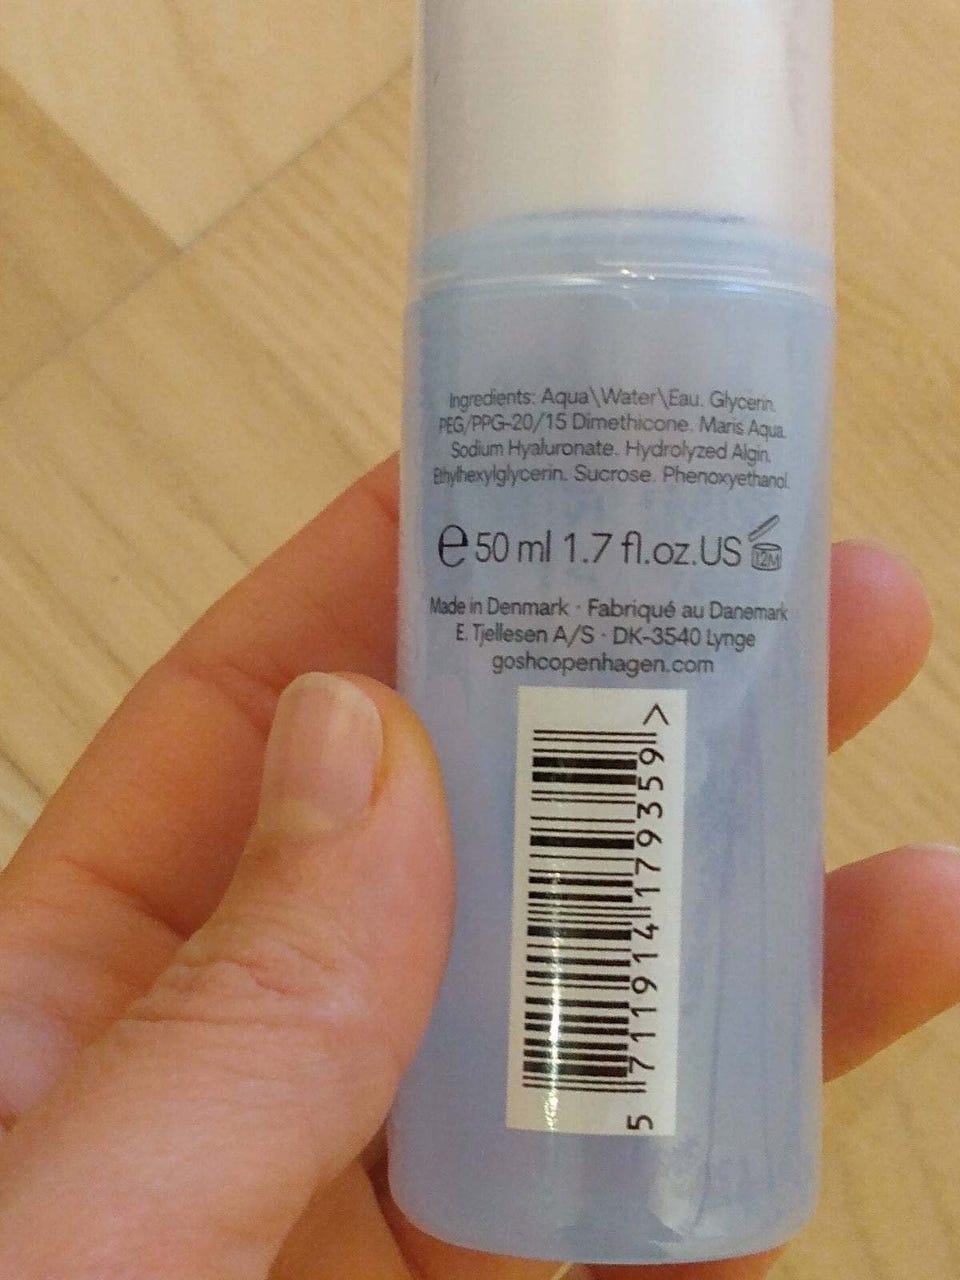 Ingredients: Aqua\Water\Eau. Glycerin.
PEG/PPG-20/15 Dimethicone. Maris Aqua.
Sodium Hyaluronate. Hydrolyzed Algin.
Ethylhexylglycerin. Sucrose. Phenoxyethanol.
e 50 ml 1.7 fl.oz.US 12M
Made in Denmark · Fabriqué au Danemark
E. Tjellesen A/S · DK-3540 Lynge
goshcopenhagen.com
5 711914 179359 >